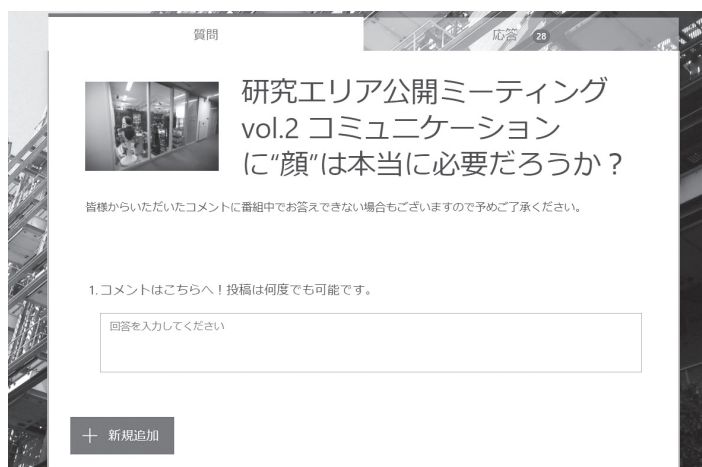 質問
応答 28
研究エリア公開ミーティング
vol.2 コミュニケーション
に“顔”は本当に必要だろうか？
皆様からいただいたコメントに番組中でお答えできない場合もございますので予めご了承ください。
1.コメントはこちらへ！投稿は何度でも可能です。
回答を入力してください
＋ 新規追加